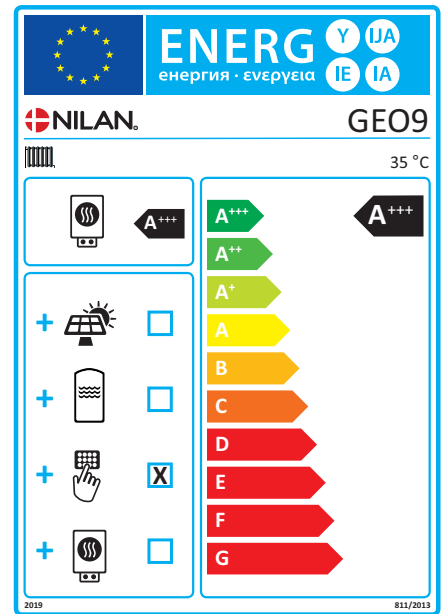 ENERG Y IJA
енергия · ενεργεια IE IA
NILAN. GEO9
35 °C
A+++
A+++ A+++
A++
A+
A
B
C
D
X E
F
G
2019 811/2013